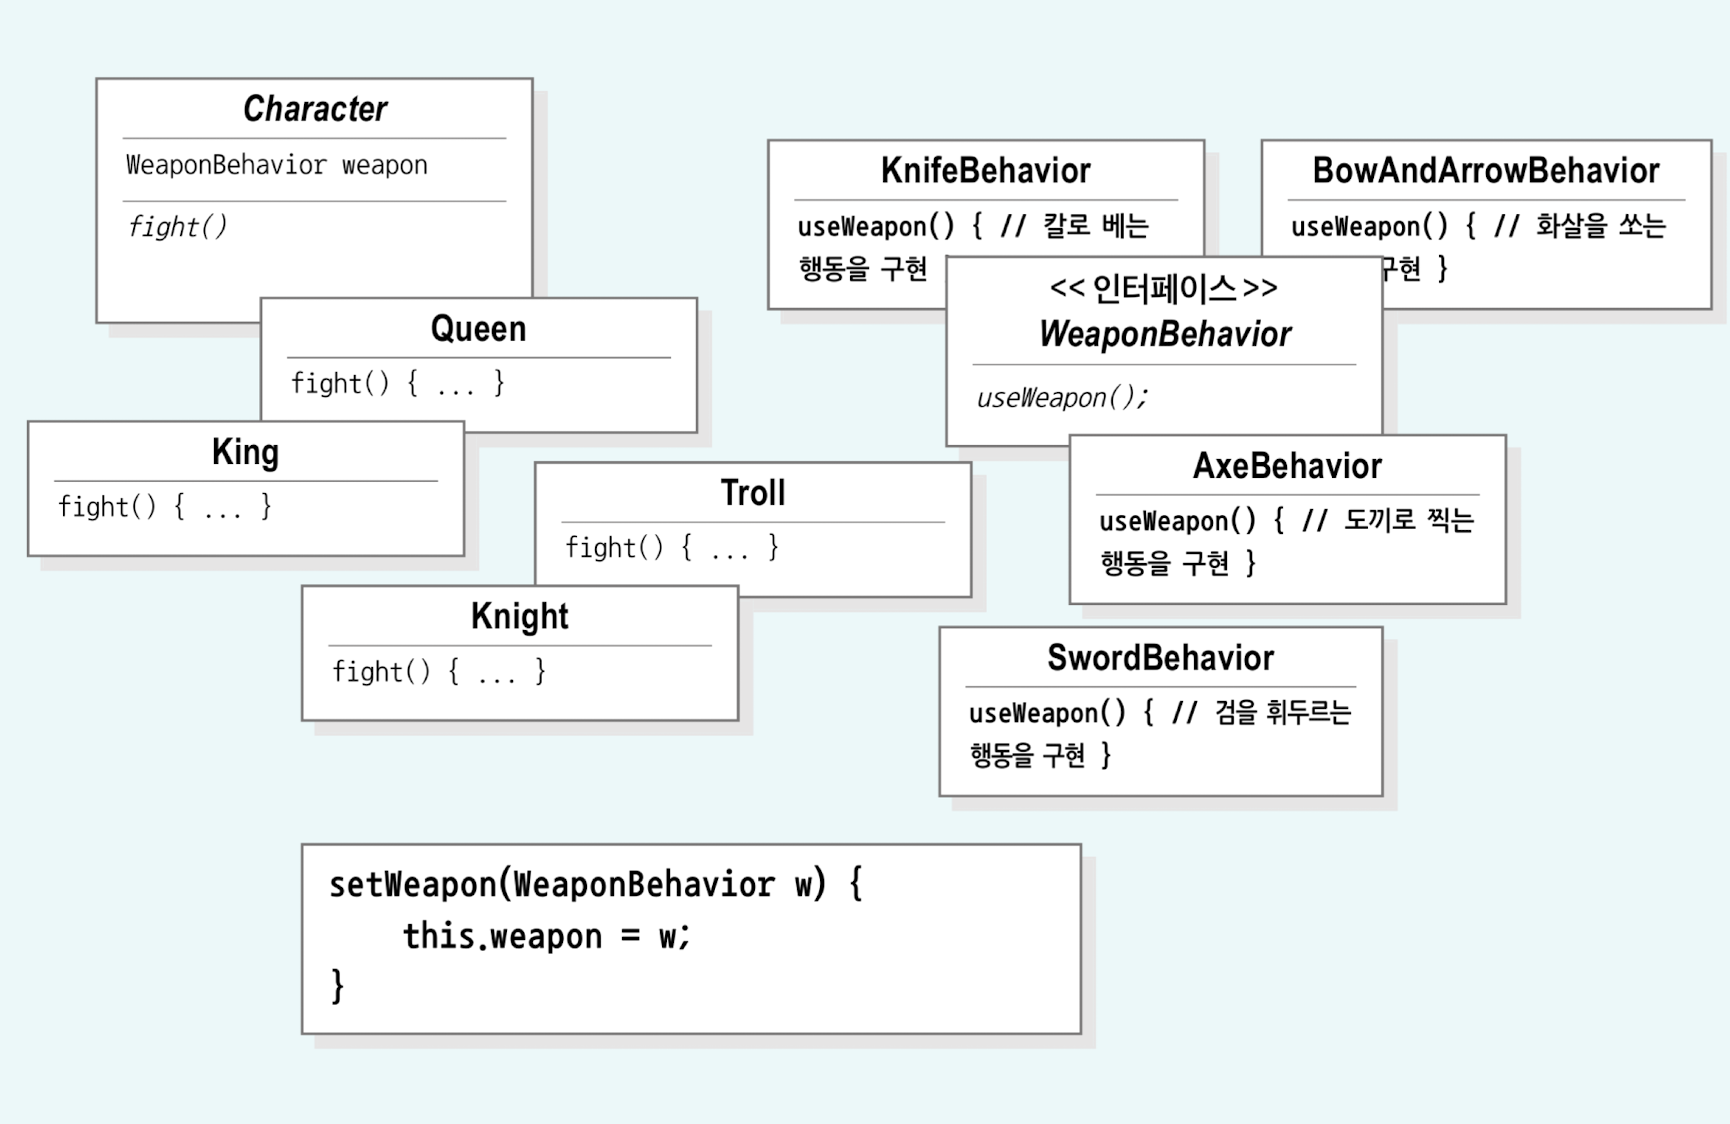 Character
WeaponBehavior weapon
fight()
Queen
fight() { ... }
King
fight() { ... }
Troll
fight() { ... }
Knight
fight() { ... }
KnifeBehavior
useWeapon() { // 칼로 베는
행동을 구현
BowAndArrowBehavior
useWeapon() { // 화살을 쏘는
구현 }
<< 인터페이스 >>
WeaponBehavior
useWeapon();
AxeBehavior
useWeapon() { // 도끼로 찍는
행동을 구현 }
SwordBehavior
useWeapon() { // 검을 휘두르는
행동을 구현 }
setWeapon(WeaponBehavior w) {
this.weapon = w;
}